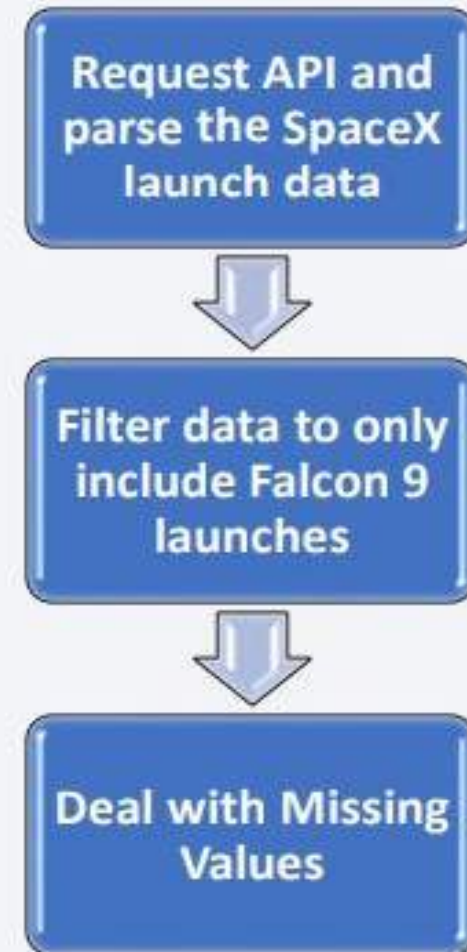 Request API and
parse the SpaceX
launch data
Filter data to only
include Falcon 9
launches
Deal with Missing
Values